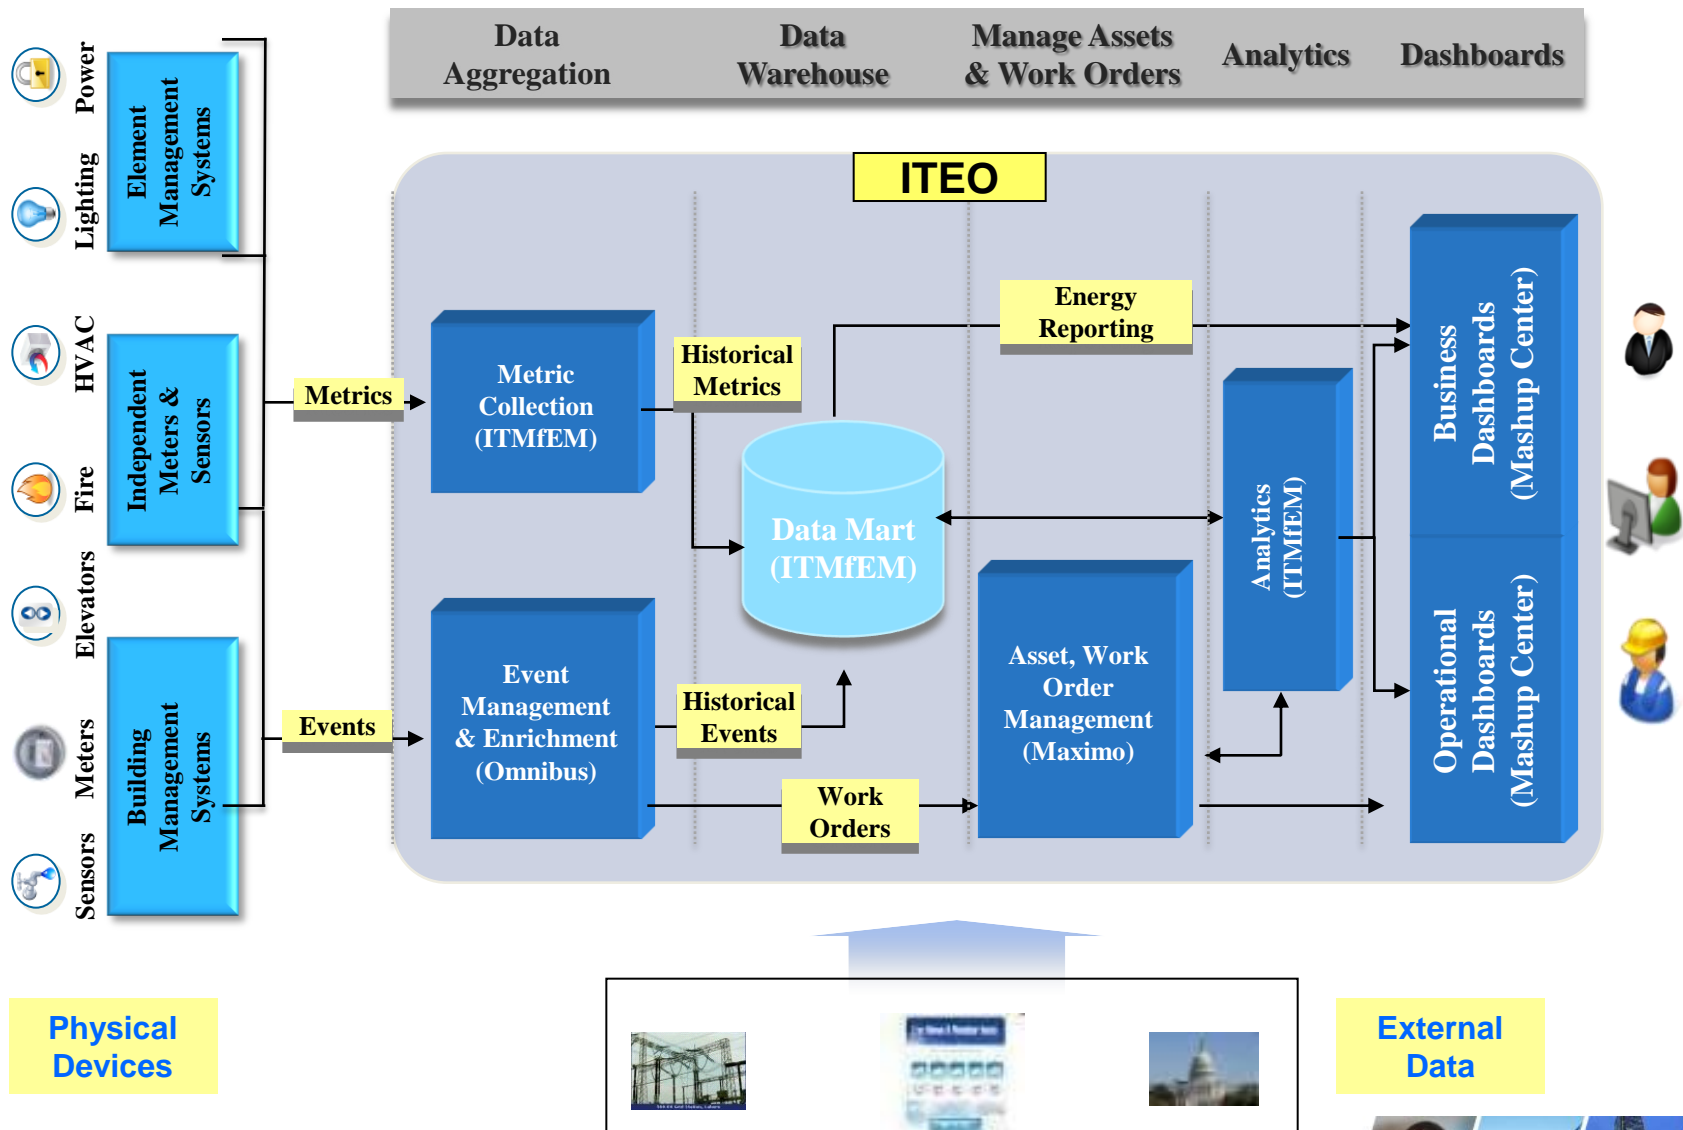 Data
Aggregation
Data
Warehouse
Manage Assets
& Work Orders
Analytics
Dashboards
ITEO
Power
Lighting
HVAC
Fire
Elevators
Meters
Sensors
Element
Management
Systems
Independent
Meters &
Sensors
Building
Management
Systems
Metrics
Events
Metric
Collection
(ITMfEM)
Event
Management
& Enrichment
(Omnibus)
Historical
Metrics
Historical
Events
Work
Orders
Data Mart
(ITMfEM)
Energy
Reporting
Asset, Work
Order
Management
(Maximo)
Analytics
(ITMfEM)
Business
Dashboards
(Mashup Center)
Operational
Dashboards
(Mashup Center)
Physical
Devices
External
Data